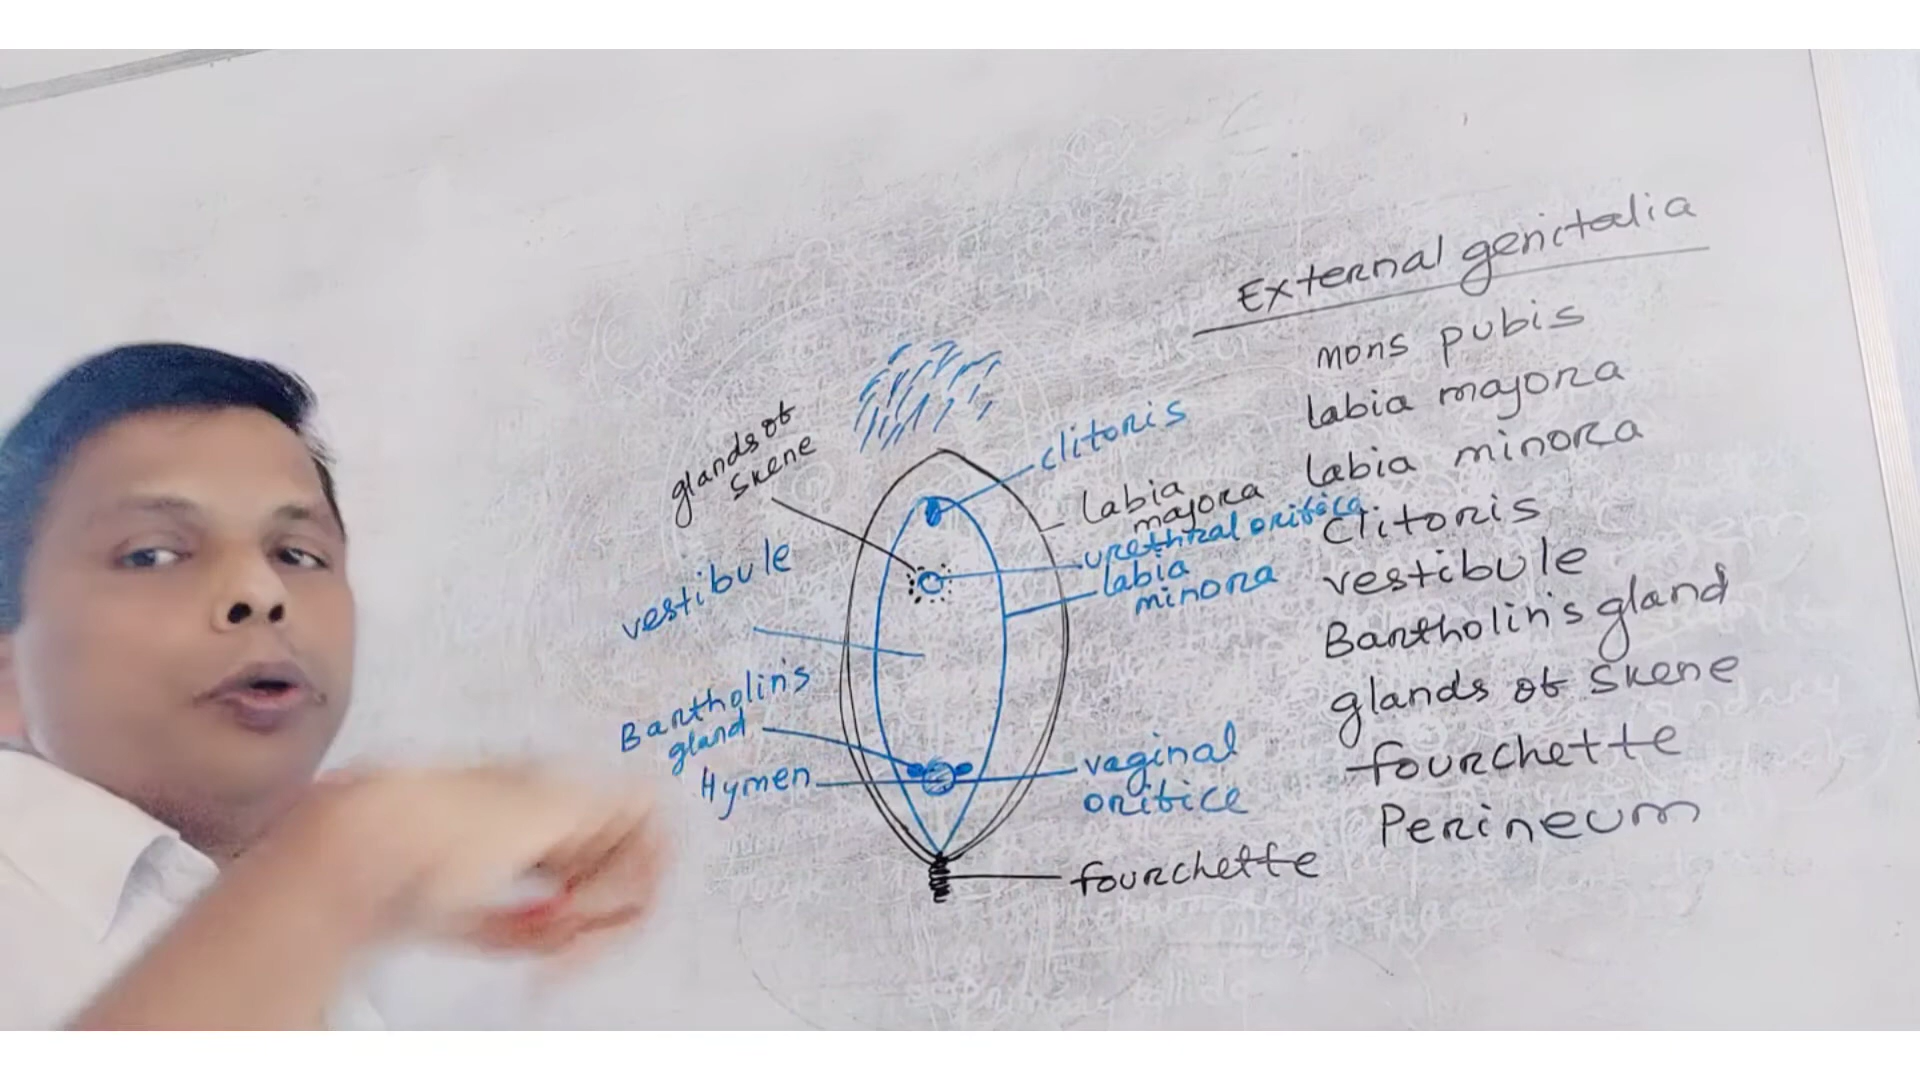 External genitalia
mons pubis
labia majora
labia minora
clitoris
vestibule
Bartholin's gland
glands of skene
fourchette
Perineum
glands of
skene
clitoris
labia
majora
urethral orifice
labia
minora
vestibule
Bartholin's
gland
Hymen
vaginal
orifice
fourchette